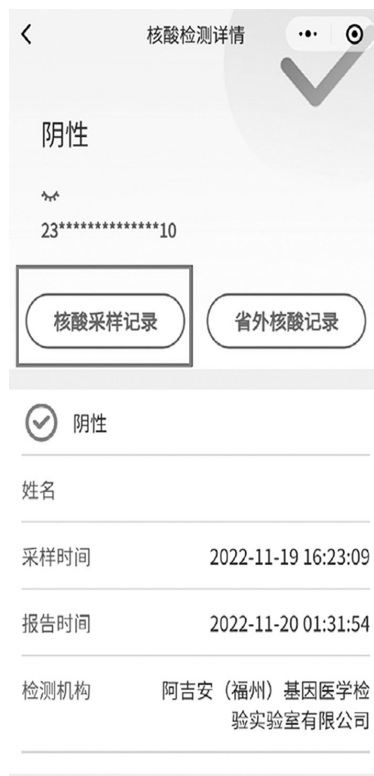 核酸检测详情
阴性
23**************10
核酸采样记录 省外核酸记录
阴性
姓名
采样时间 2022-11-19 16:23:09
报告时间 2022-11-20 01:31:54
检测机构 阿吉安（福州）基因医学检
验实验室有限公司